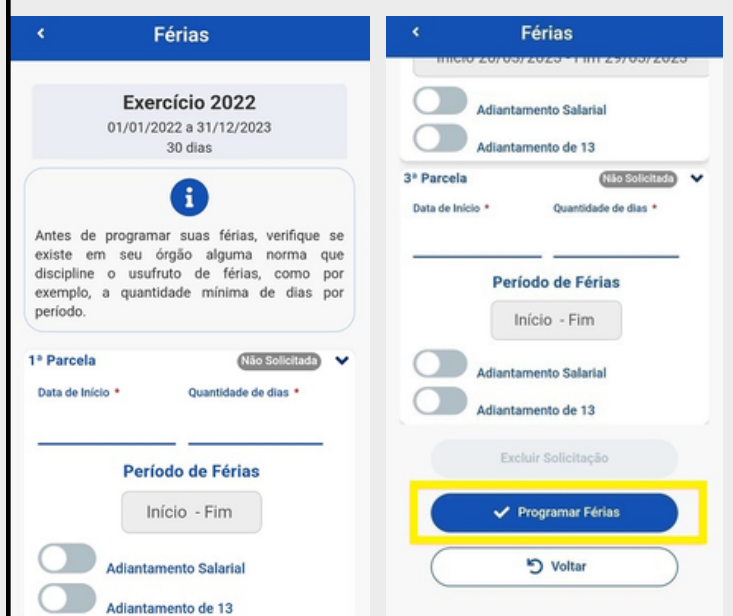 Férias
Exercício 2022
01/01/2022 a 31/12/2023
30 dias
Antes de programar suas férias, verifique se
existe em seu órgão alguma norma que
discipline o usufruto de férias, como por
exemplo, a quantidade mínima de dias por
período.
1ª Parcela
Não Solicitada
Data de Início * Quantidade de dias *
Período de Férias
Início - Fim
Adiantamento Salarial
Adiantamento de 13
Férias
Adiantamento Salarial
Adiantamento de 13
3ª Parcela
Não Solicitada
Data de Início * Quantidade de dias *
Período de Férias
Início - Fim
Adiantamento Salarial
Adiantamento de 13
Excluir Solicitação
Programar Férias
Voltar